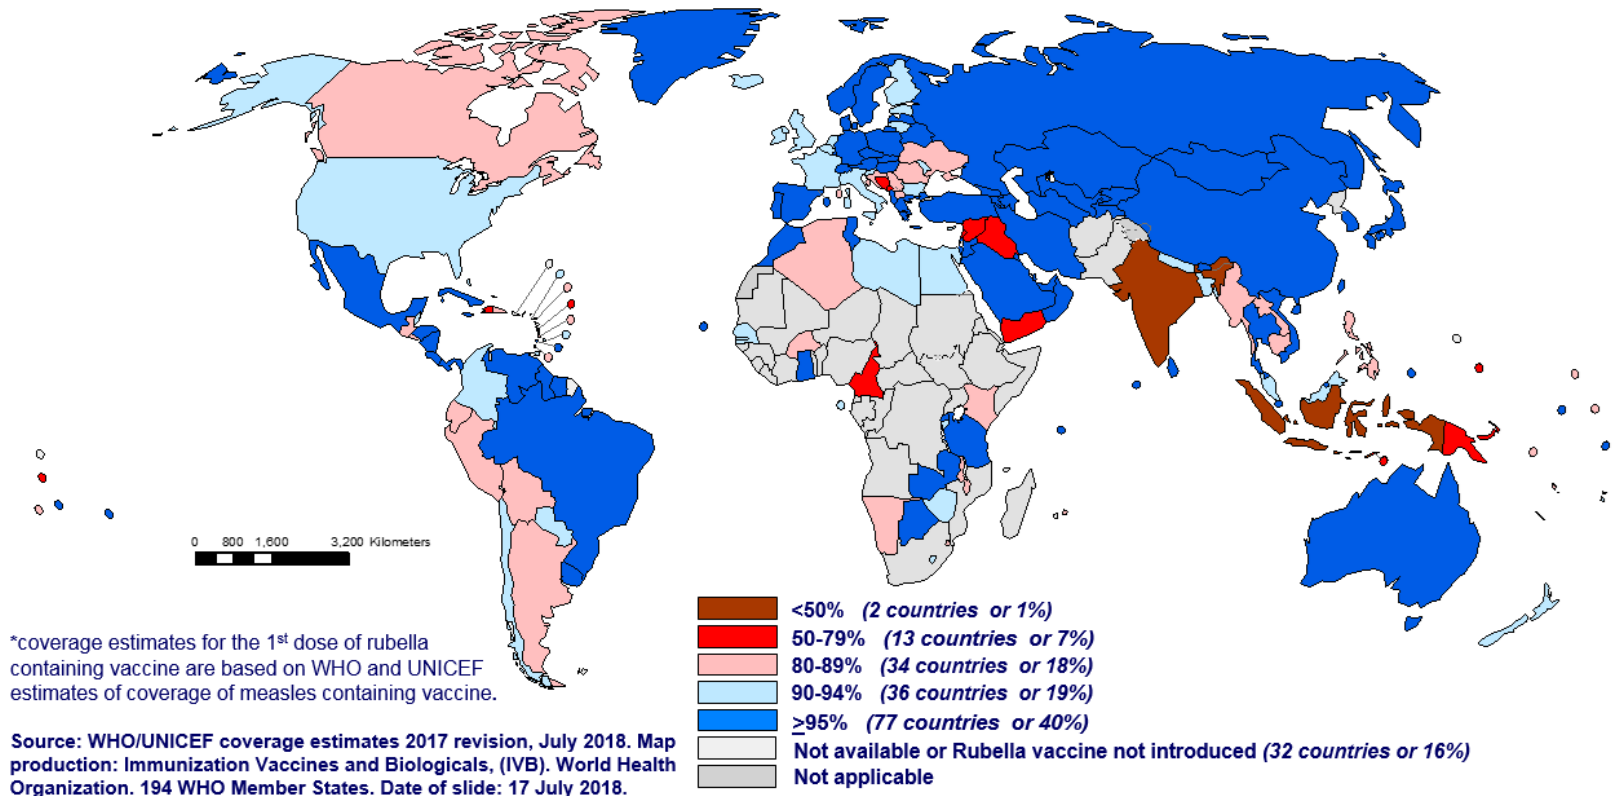 0 800 1,600 3,200 Kilometers
<50% (2 countries or 1%)
50-79% (13 countries or 7%)
80-89% (34 countries or 18%)
90-94% (36 countries or 19%)
≥95% (77 countries or 40%)
Not available or Rubella vaccine not introduced (32 countries or 16%)
Not applicable
*coverage estimates for the 1st dose of rubella
containing vaccine are based on WHO and UNICEF
estimates of coverage of measles containing vaccine.
Source: WHO/UNICEF coverage estimates 2017 revision, July 2018. Map
production: Immunization Vaccines and Biologicals, (IVB). World Health
Organization. 194 WHO Member States. Date of slide: 17 July 2018.